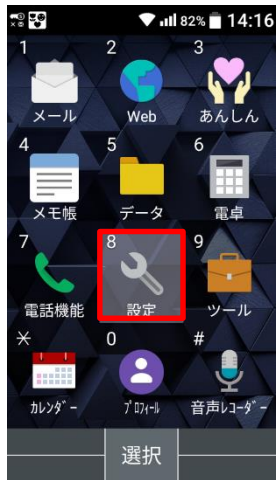 82% 14:16
1 2 3
メール Web あんしん
4 5 6
メモ帳 データ 電卓
7 8 9
電話機能 設定 ツール
* 0 #
ｶﾚﾝﾀﾞｰ ﾌﾟﾛﾌｨｰﾙ 音声ﾚｺｰﾀﾞｰ
選択